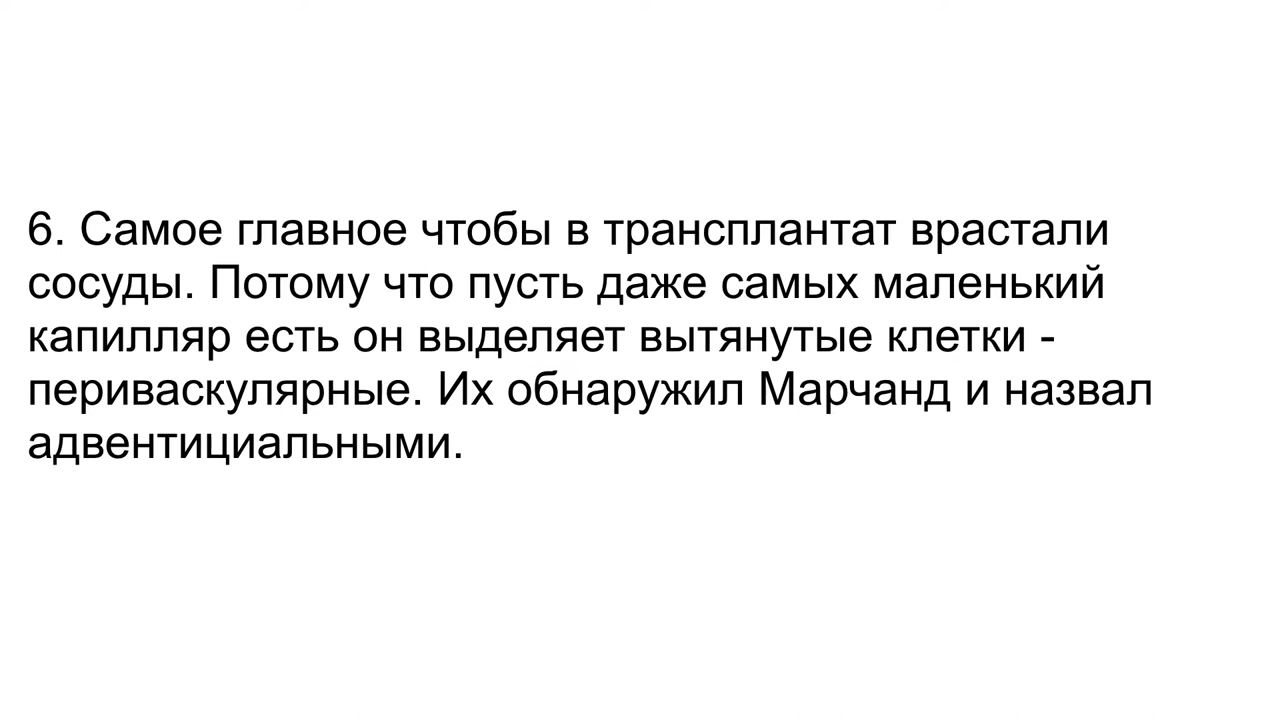 6. Самое главное чтобы в трансплантат врастали
сосуды. Потому что пусть даже самых маленький
капилляр есть он выделяет вытянутые клетки -
периваскулярные. Их обнаружил Марчанд и назвал
адвентициальными.